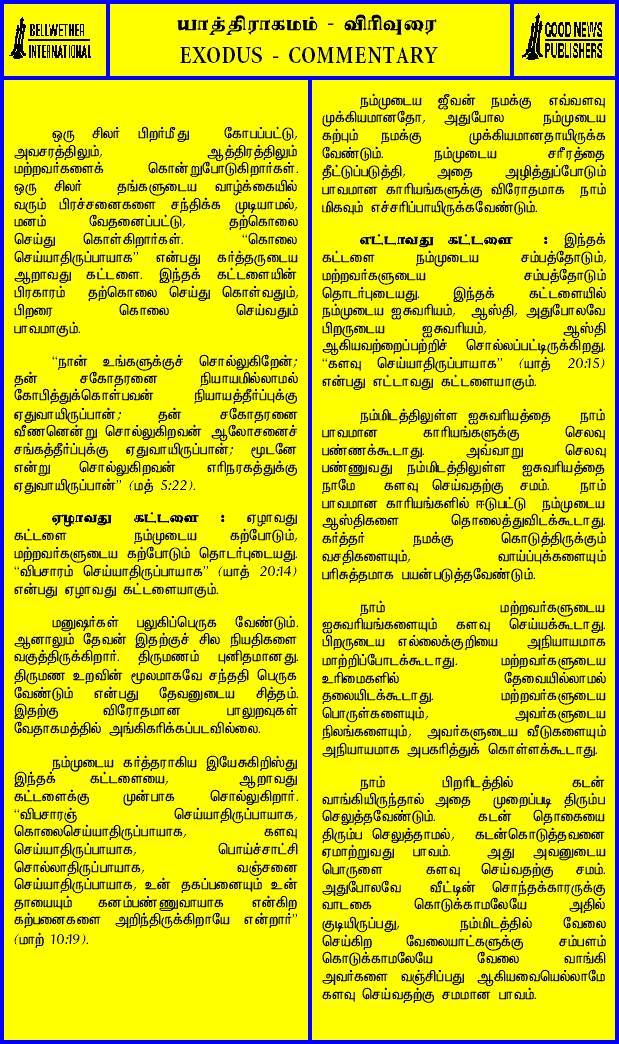 BELLWETHER
INTERNATIONAL
யாத்திராகமம் - விரிவுரை
EXODUS - COMMENTARY
GOOD NEWS
PUBLISHERS
ஒரு சிலர் பிறர்மீது கோபப்பட்டு,
அவசரத்திலும், ஆத்திரத்திலும்
மற்றவர்களைக் கொன்றுபோடுகிறார்கள்.
ஒரு சிலர் தங்களுடைய வாழ்க்கையில்
வரும் பிரச்சனைகளை சந்திக்க முடியாமல்,
மனம் வேதனைப்பட்டு, தற்கொலை
செய்து கொள்கிறார்கள். “கொலை
செய்யாதிருப்பாயாக” என்பது கர்த்தருடைய
ஆறாவது கட்டளை. இந்தக் கட்டளையின்
பிரகாரம் தற்கொலை செய்து கொள்வதும்,
பிறரை கொலை செய்வதும்
பாவமாகும்.
“நான் உங்களுக்குச் சொல்லுகிறேன்;
தன் சகோதரனை நியாயமில்லாமல்
கோபித்துக்கொள்பவன் நியாயத்தீர்ப்புக்கு
ஏதுவாயிருப்பான்; தன் சகோதரனை
வீணனென்று சொல்லுகிறவன் ஆலோசனைச்
சங்கத்தீர்ப்புக்கு ஏதுவாயிருப்பான்; மூடனே
என்று சொல்லுகிறவன் எரிநரகத்துக்கு
ஏதுவாயிருப்பான்” (மத் 5:22).
ஏழாவது கட்டளை : ஏழாவது
கட்டளை நம்முடைய கற்போடும்,
மற்றவர்களுடைய கற்போடும் தொடர்புடையது.
“விபசாரம் செய்யாதிருப்பாயாக” (யாத் 20:14)
என்பது ஏழாவது கட்டளையாகும்.
மனுஷர்கள் பலுகிப்பெருக வேண்டும்.
ஆனாலும் தேவன் இதற்குச் சில நியதிகளை
வகுத்திருக்கிறார். திருமணம் புனிதமானது.
திருமண உறவின் மூலமாகவே சந்ததி பெருக
வேண்டும் என்பது தேவனுடைய சித்தம்.
இதற்கு விரோதமான பாலுறவுகள்
வேதாகமத்தில் அங்கிகரிக்கப்படவில்லை.
நம்முடைய கர்த்தராகிய இயேசுகிறிஸ்து
இந்தக் கட்டளையை, ஆறாவது
கட்டளைக்கு முன்பாக சொல்லுகிறார்.
“விபசாரஞ் செய்யாதிருப்பாயாக,
கொலைசெய்யாதிருப்பாயாக, களவு
செய்யாதிருப்பாயாக, பொய்ச்சாட்சி
சொல்லாதிருப்பாயாக, வஞ்சனை
செய்யாதிருப்பாயாக, உன் தகப்பனையும் உன்
தாயையும் கனம்பண்ணுவாயாக என்கிற
கற்பனைகளை அறிந்திருக்கிறாயே என்றார்”
(மாற் 10:19).
நம்முடைய ஜீவன் நமக்கு எவ்வளவு
முக்கியமானதோ, அதுபோல நம்முடைய
கற்பும் நமக்கு முக்கியமானதாயிருக்க
வேண்டும். நம்முடைய சரீரத்தை
தீட்டுப்படுத்தி, அதை அழித்துப்போடும்
பாவமான காரியங்களுக்கு விரோதமாக நாம்
மிகவும் எச்சரிப்பாயிருக்கவேண்டும்.
எட்டாவது கட்டளை : இந்தக்
கட்டளை நம்முடைய சம்பத்தோடும்,
மற்றவர்களுடைய சம்பத்தோடும்
தொடர்புடையது. இந்தக் கட்டளையில்
நம்முடைய ஐசுவரியம், ஆஸ்தி, அதுபோலவே
பிறருடைய ஐசுவரியம், ஆஸ்தி
ஆகியவற்றைப்பற்றிச் சொல்லப்பட்டிருக்கிறது.
“களவு செய்யாதிருப்பாயாக” (யாத் 20:15)
என்பது எட்டாவது கட்டளையாகும்.
நம்மிடத்திலுள்ள ஐசுவரியத்தை நாம்
பாவமான காரியங்களுக்கு செலவு
பண்ணக்கூடாது. அவ்வாறு செலவு
பண்ணுவது நம்மிடத்திலுள்ள ஐசுவரியத்தை
நாமே களவு செய்வதற்கு சமம். நாம்
பாவமான காரியங்களில் ஈடுபட்டு நம்முடைய
ஆஸ்திகளை தொலைத்துவிடக்கூடாது.
கர்த்தர் நமக்கு கொடுத்திருக்கும்
வசதிகளையும், வாய்ப்புக்களையும்
பரிசுத்தமாக பயன்படுத்தவேண்டும்.
நாம் மற்றவர்களுடைய
ஐசுவரியங்களையும் களவு செய்யக்கூடாது.
பிறருடைய எல்லைக்குறியை அநியாயமாக
மாற்றிப்போடக்கூடாது. மற்றவர்களுடைய
உரிமைகளில் தேவையில்லாமல்
தலையிடக்கூடாது. மற்றவர்களுடைய
பொருள்களையும், அவர்களுடைய
நிலங்களையும், அவர்களுடைய வீடுகளையும்
அநியாயமாக அபகரித்துக் கொள்ளக்கூடாது.
நாம் பிறரிடத்தில் கடன்
வாங்கியிருந்தால் அதை முறைப்படி திரும்ப
செலுத்தவேண்டும். கடன் தொகையை
திரும்ப செலுத்தாமல், கடன்கொடுத்தவனை
ஏமாற்றுவது பாவம். அது அவனுடைய
பொருளை களவு செய்வதற்கு சமம்.
அதுபோலவே வீட்டின் சொந்தக்காரருக்கு
வாடகை கொடுக்காமலேயே அதில்
குடியிருப்பது, நம்மிடத்தில் வேலை
செய்கிற வேலையாட்களுக்கு சம்பளம்
கொடுக்காமலேயே வேலை வாங்கி
அவர்களை வஞ்சிப்பது ஆகியவையெல்லாமே
களவு செய்வதற்கு சமமான பாவம்.